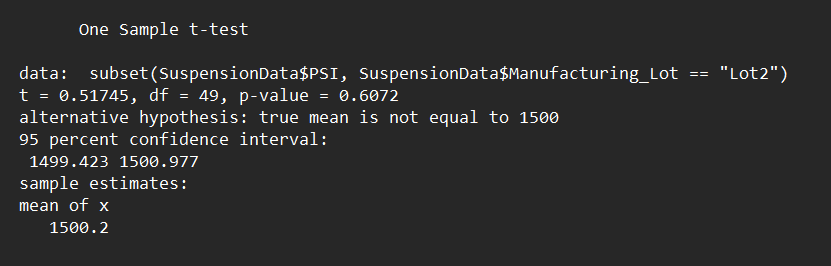 One Sample t-test
data:  subset(SuspensionData$PSI, SuspensionData$Manufacturing_Lot == "Lot2")
t = 0.51745, df = 49, p-value = 0.6072
alternative hypothesis: true mean is not equal to 1500
95 percent confidence interval:
 1499.423 1500.977
sample estimates:
mean of x
   1500.2